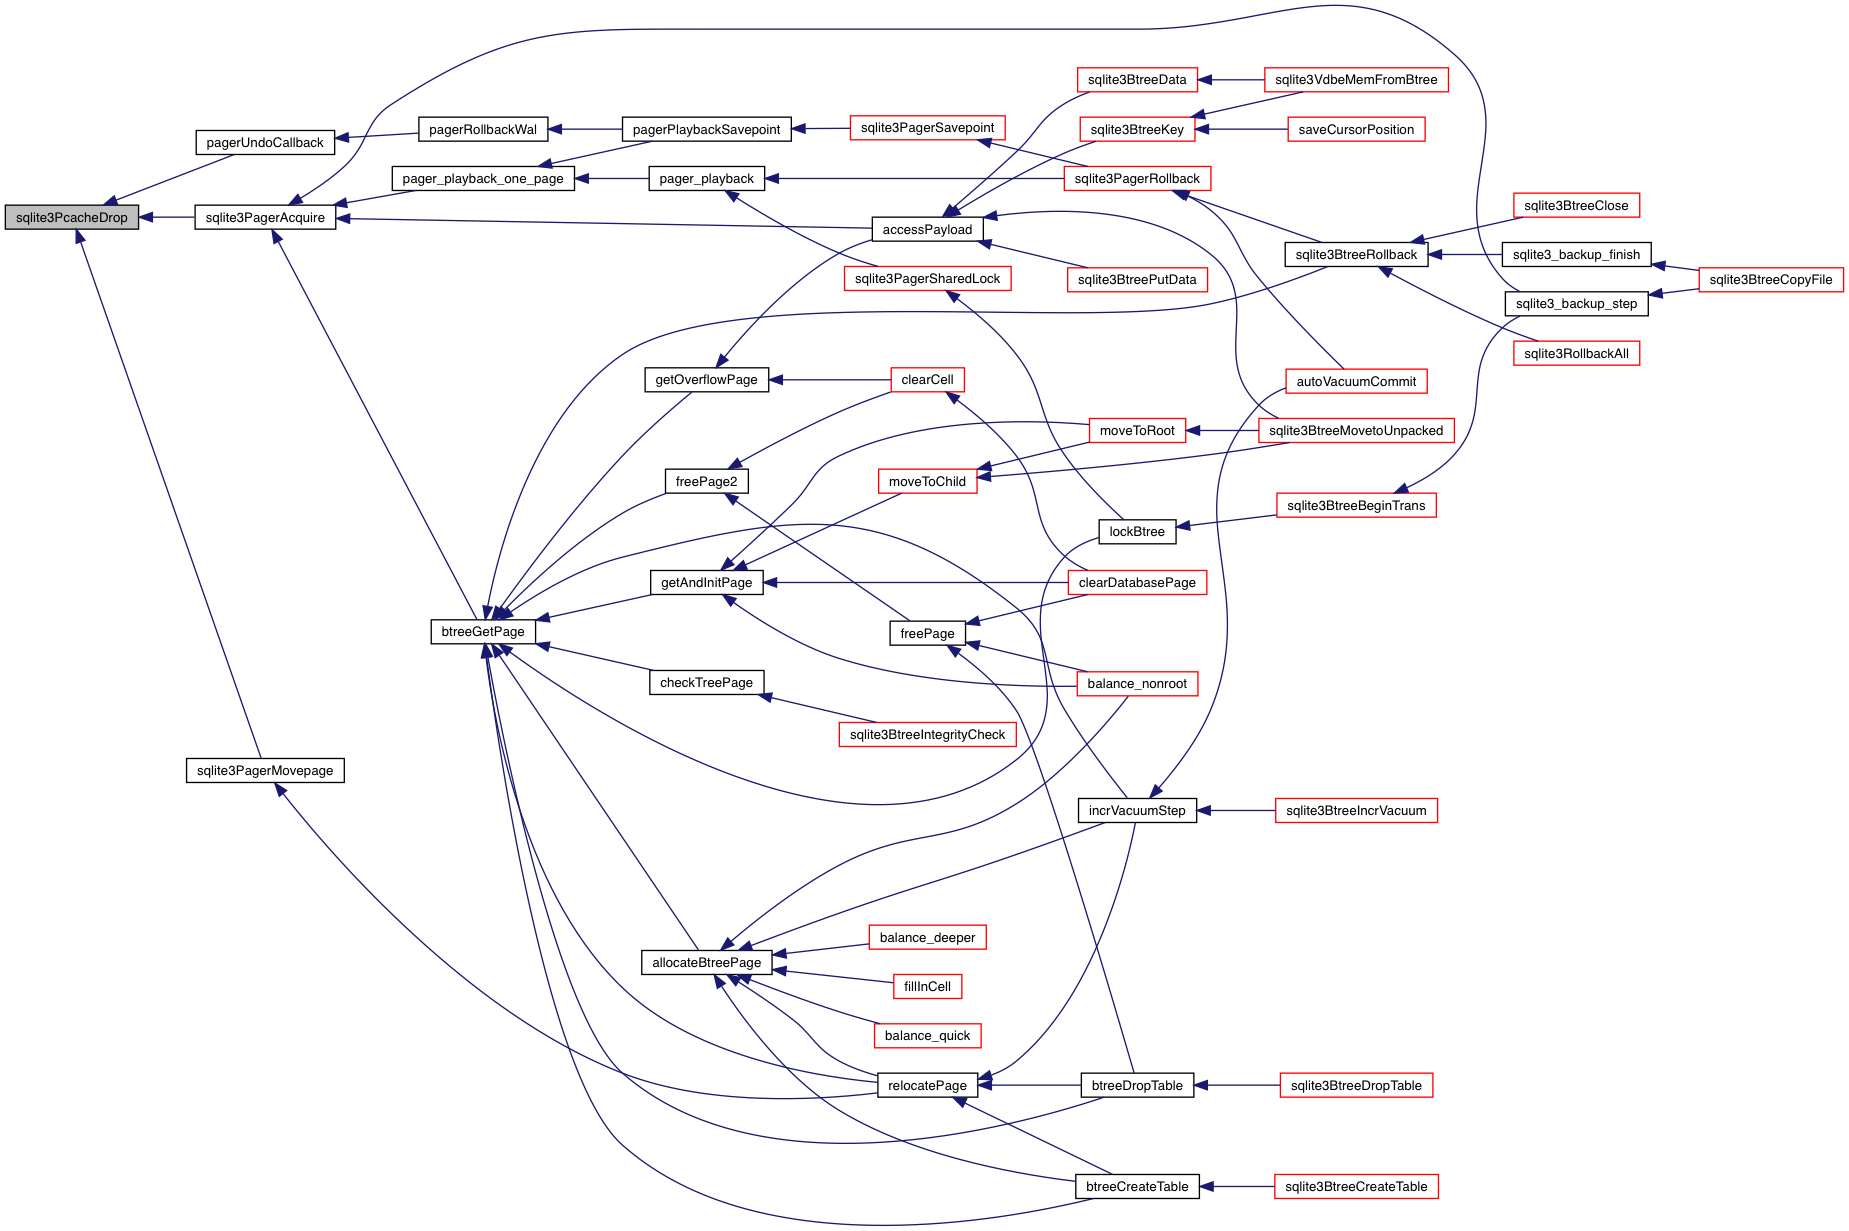 sqlite3PcacheDrop
pagerUndoCallback
sqlite3PagerAcquire
sqlite3PagerMovepage
pagerRollbackWal
pager_playback_one_page
btreeGetPage
pagerPlaybackSavepoint
pager_playback
getOverflowPage
freePage2
getAndInitPage
checkTreePage
allocateBtreePage
sqlite3PagerSavepoint
accessPayload
sqlite3PagerSharedLock
clearCell
moveToChild
freePage
sqlite3BtreeIntegrityCheck
balance_deeper
fillInCell
balance_quick
relocatePage
sqlite3BtreeData
sqlite3BtreeKey
sqlite3PagerRollback
sqlite3BtreePutData
moveToRoot
lockBtree
clearDatabasePage
balance_nonroot
incrVacuumStep
btreeDropTable
btreeCreateTable
sqlite3VdbeMemFromBtree
saveCursorPosition
sqlite3BtreeRollback
autoVacuumCommit
sqlite3BtreeMovetoUnpacked
sqlite3BtreeBeginTrans
sqlite3BtreeIncrVacuum
sqlite3BtreeDropTable
sqlite3BtreeCreateTable
sqlite3BtreeClose
sqlite3_backup_finish
sqlite3_backup_step
sqlite3RollbackAll
sqlite3BtreeCopyFile